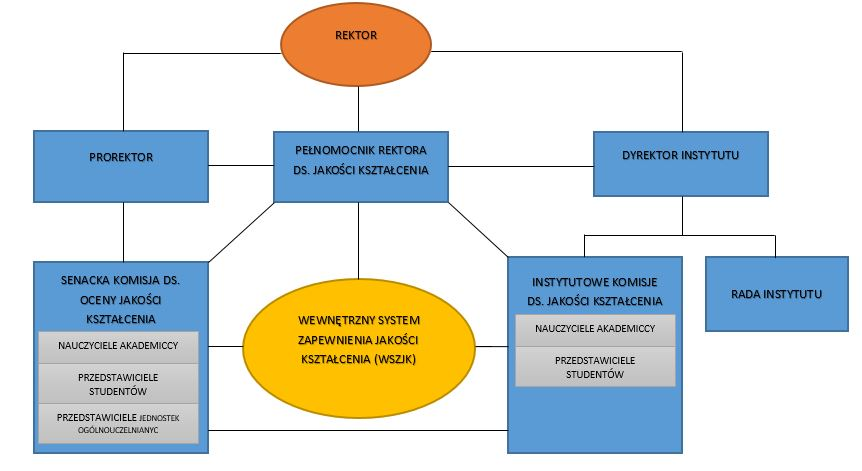 REKTOR
PROREKTOR
PEŁNOMOCNIK REKTORA
DS. JAKOŚCI KSZTAŁCENIA
DYREKTOR INSTYTUTU
SENACKA KOMISJA DS.
OCENY JAKOŚCI
KSZTAŁCENIA
NAUCZYCIELE AKADEMICCY
PRZEDSTAWICIELE
STUDENTÓW
PRZEDSTAWICIELE JEDNOSTEK
OGÓLNOUCZELNIANYC
WEWNĘTRZNY SYSTEM
ZAPEWNIENIA JAKOŚCI
KSZTAŁCENIA (WSZJK)
INSTYTUTOWE KOMISJE
DS. JAKOŚCI KSZTAŁCENIA
NAUCZYCIELE AKADEMICCY
PRZEDSTAWICIELE
STUDENTÓW
RADA INSTYTUTU